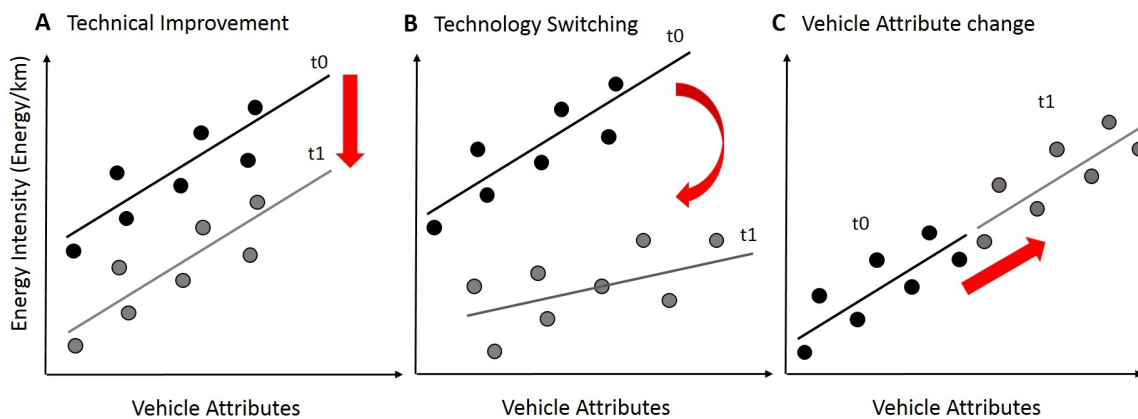 A Technical Improvement
B Technology Switching
C Vehicle Attribute change
Energy Intensity (Energy/km)
t0
t1
t0
t1
t0
t1
Vehicle Attributes
Vehicle Attributes
Vehicle Attributes